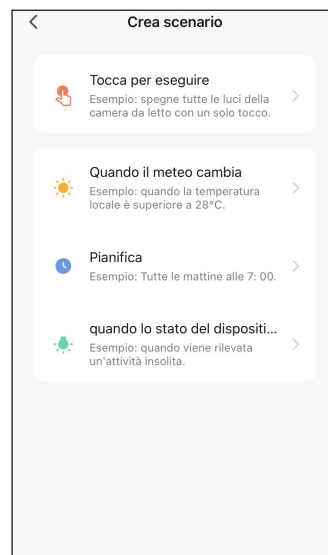 Crea scenario
Tocca per eseguire
Esempio: spegne tutte le luci della
camera da letto con un solo tocco.
Quando il meteo cambia
Esempio: quando la temperatura
locale è superiore a 28°C.
Pianifica
Esempio: Tutte le mattine alle 7: 00.
quando lo stato del dispositi...
Esempio: quando viene rilevata
un'attività insolita.